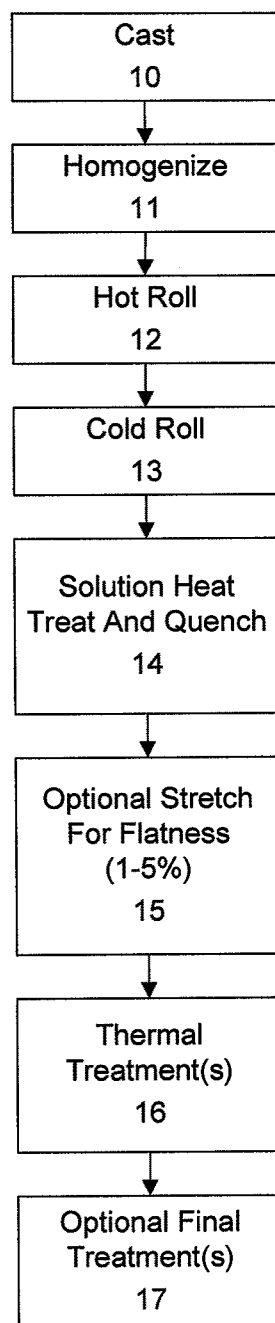 Cast
10
Homogenize
11
Hot Roll
12
Cold Roll
13
Solution Heat
Treat And Quench
14
Optional Stretch
For Flatness
(1-5%)
15
Thermal
Treatment(s)
16
Optional Final
Treatment(s)
17